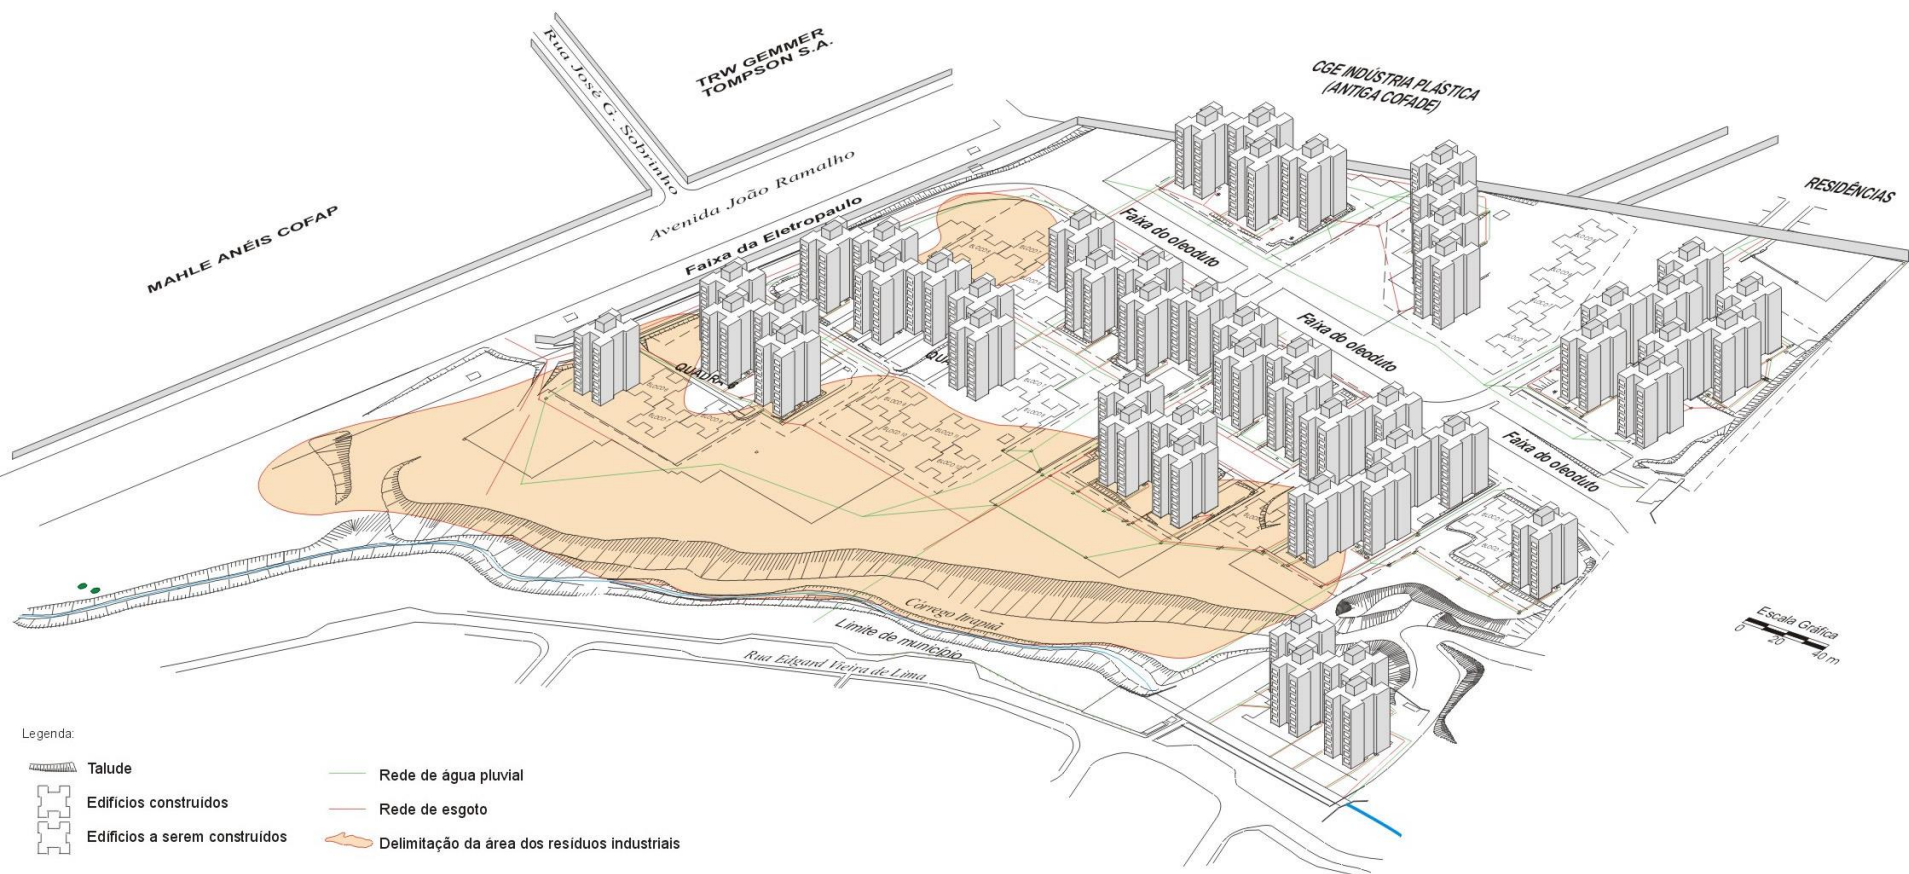 Rua José G. Sobrinho
TRW GEMMER
TOMPSON S.A.
CGE INDÚSTRIA PLÁSTICA
(ANTIGA COFADE)
MAHLE ANÉIS COFAP
Avenida João Ramalho
Faixa da Eletropaulo
RESIDÊNCIAS
Faixa do oleoduto
Faixa do oleoduto
Faixa do oleoduto
QUADRA
Córrego Itrapuã
Limite de município
Rua Edgard Vieira de Lima
Escala Gráfica
0 20 40 m
Legenda:
Talude
Edifícios construídos
Edíficios a serem construídos
Rede de água pluvial
Rede de esgoto
Delimitação da área dos resíduos industriais